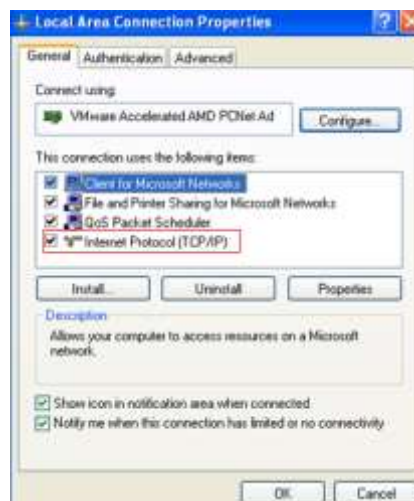 Local Area Connection Properties
General Authentication Advanced
Connect using:
VMware Accelerated AMD PCNet Ad Configure...
This connection uses the following items:
Client for Microsoft Networks
File and Printer Sharing for Microsoft Networks
QoS Packet Scheduler
Internet Protocol (TCP/IP)
Install... Uninstall Properties
Description
Allows your computer to access resources on a Microsoft
network.
Show icon in notification area when connected
Notify me when this connection has limited or no connectivity
OK Cancel